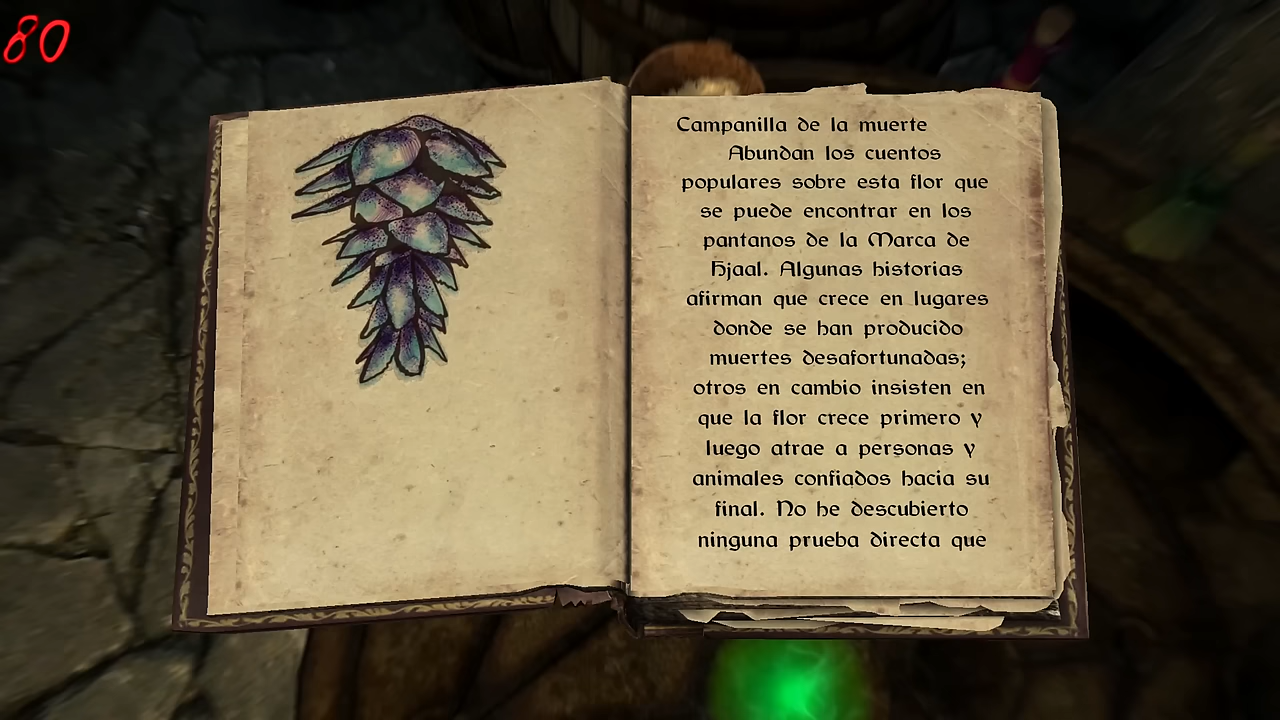 80
Campanilla de la muerte
Abundan los cuentos
populares sobre esta flor que
se puede encontrar en los
pantanos de la Marca de
Hjaal. Algunas historias
afirman que crece en lugares
donde se han producido
muertes desafortunadas;
otros en cambio insisten en
que la flor crece primero y
luego atrae a personas y
animales confiados hacia su
final. No he descubierto
ninguna prueba directa que